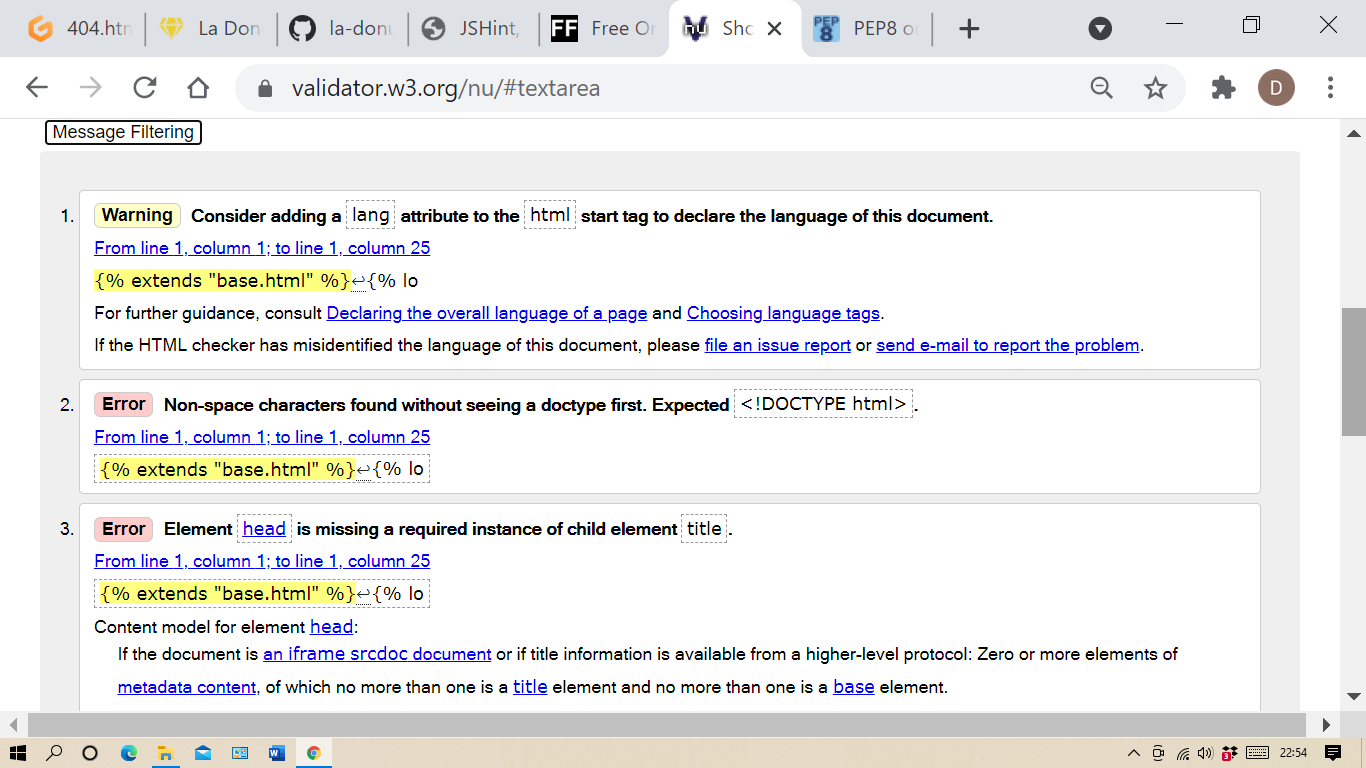 404.htm
La Don
la-donu
JSHint,
FF Free Or
Sho
PEP 8 PEP8 o
validator.w3.org/nu/#textarea
D
Message Filtering
1. Warning Consider adding a lang attribute to the html start tag to declare the language of this document.
From line 1, column 1; to line 1, column 25
{% extends "base.html" %}↩{% lo
For further guidance, consult Declaring the overall language of a page and Choosing language tags.
If the HTML checker has misidentified the language of this document, please file an issue report or send e-mail to report the problem.
2. Error Non-space characters found without seeing a doctype first. Expected <!DOCTYPE html>.
From line 1, column 1; to line 1, column 25
{% extends "base.html" %}↩{% lo
3. Error Element head is missing a required instance of child element title.
From line 1, column 1; to line 1, column 25
{% extends "base.html" %}↩{% lo
Content model for element head:
If the document is an iframe srcdoc document or if title information is available from a higher-level protocol: Zero or more elements of
metadata content, of which no more than one is a title element and no more than one is a base element.
22:54